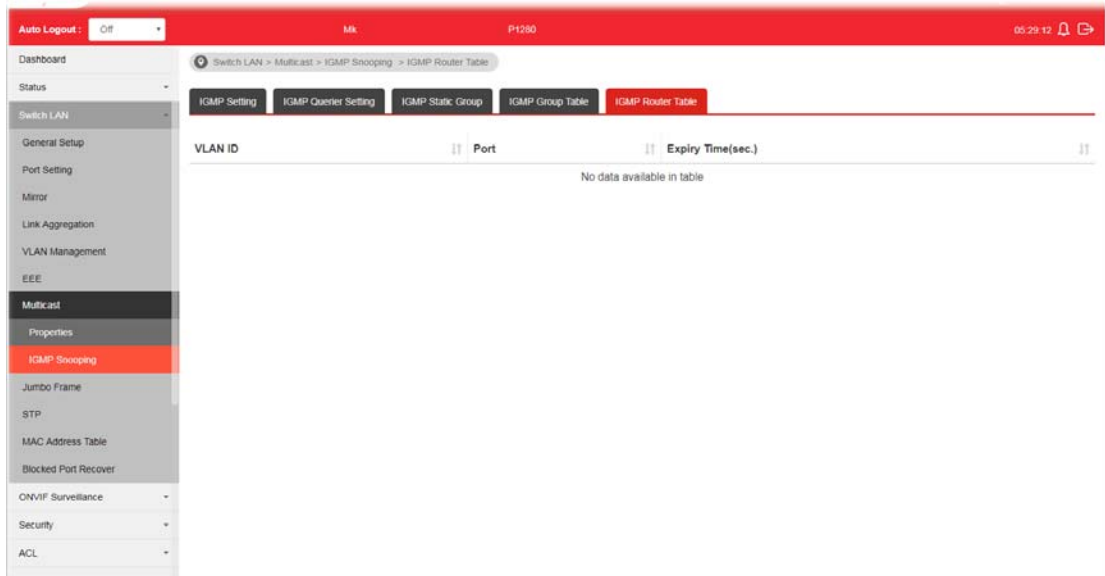 Auto Logout : Off Mk P1280 05:29:12
Dashboard
Status
Switch LAN
General Setup
Port Setting
Mirror
Link Aggregation
VLAN Management
EEE
Multicast
Properties
IGMP Snooping
Jumbo Frame
STP
MAC Address Table
Blocked Port Recover
ONVIF Surveillance
Security
ACL
Switch LAN > Multicast > IGMP Snooping > IGMP Router Table
IGMP Setting IGMP Querier Setting IGMP Static Group IGMP Group Table IGMP Router Table
VLAN ID Port Expiry Time(sec.)
No data available in table